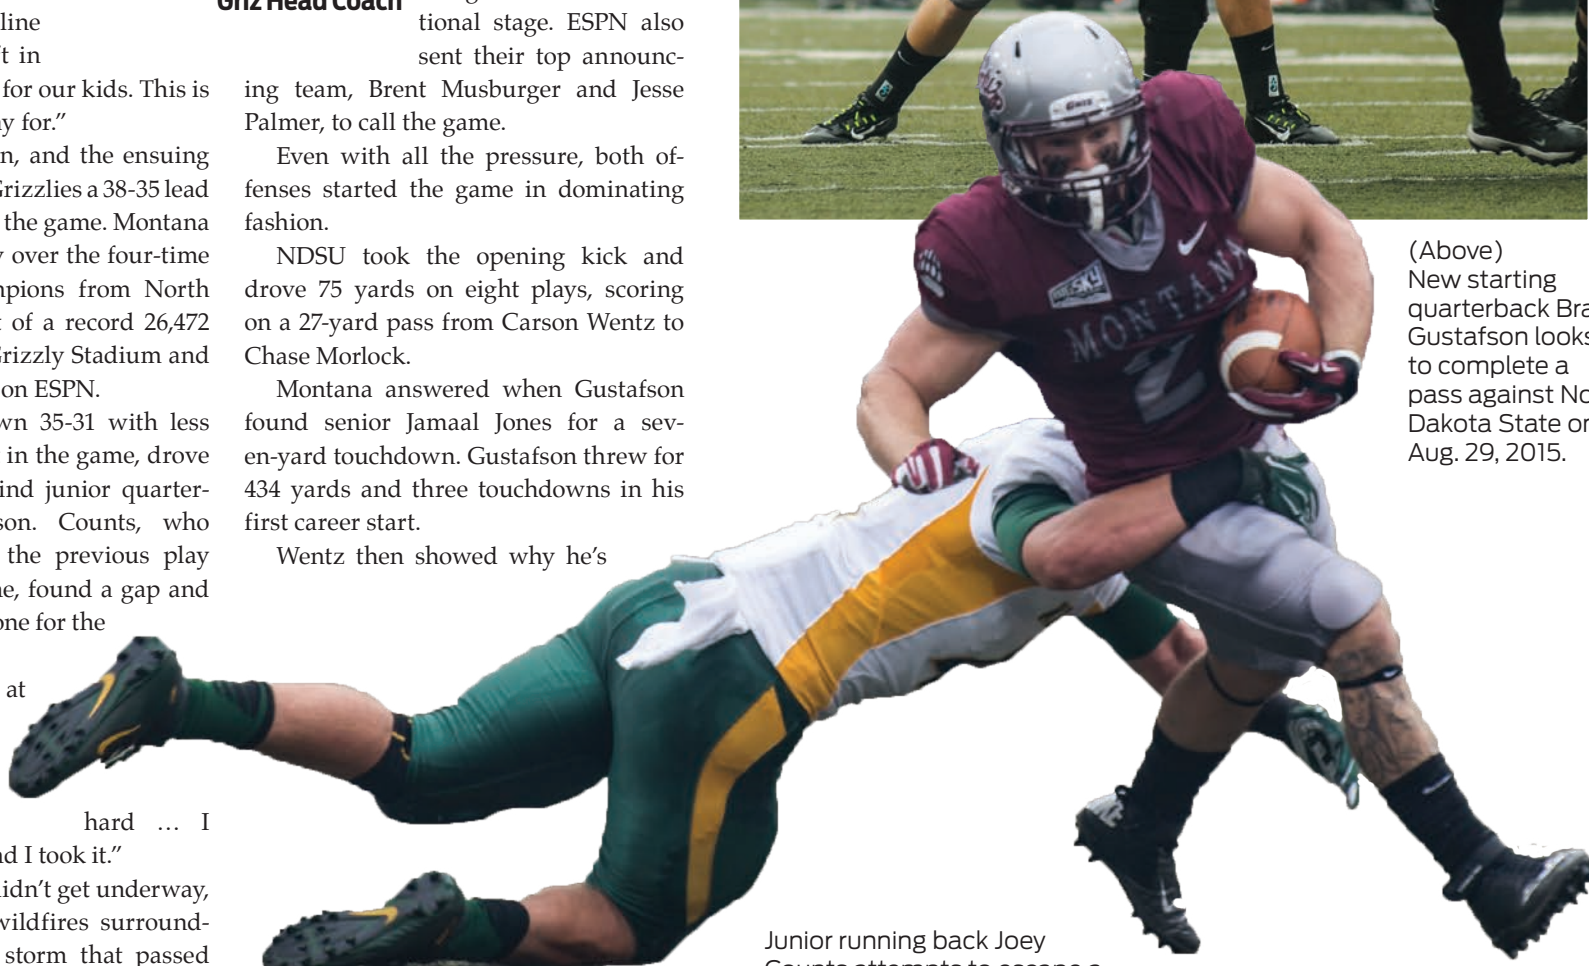 line
t in
for our kids. This is
y for.”
n, and the ensuing
Grizzlies a 38-35 lead
the game. Montana
y over the four-time
mpions from North
t of a record 26,472
Grizzly Stadium and
on ESPN.
wn 35-31 with less
in the game, drove
ind junior quarter-
son. Counts, who
the previous play
ne, found a gap and
one for the
at
hard … I
nd I took it.”
idn’t get underway,
wildfires surround-
storm that passed
Griz Head Coach
tional stage. ESPN also
sent their top announc-
ing team, Brent Musburger and Jesse
Palmer, to call the game.
Even with all the pressure, both of-
fenses started the game in dominating
fashion.
NDSU took the opening kick and
drove 75 yards on eight plays, scoring
on a 27-yard pass from Carson Wentz to
Chase Morlock.
Montana answered when Gustafson
found senior Jamaal Jones for a sev-
en-yard touchdown. Gustafson threw for
434 yards and three touchdowns in his
first career start.
Wentz then showed why he’s
MONTANA
2
(Above)
New starting
quarterback Bra
Gustafson looks
to complete a
pass against No
Dakota State on
Aug. 29, 2015.
Junior running back Joey
Counts attempts to escape a